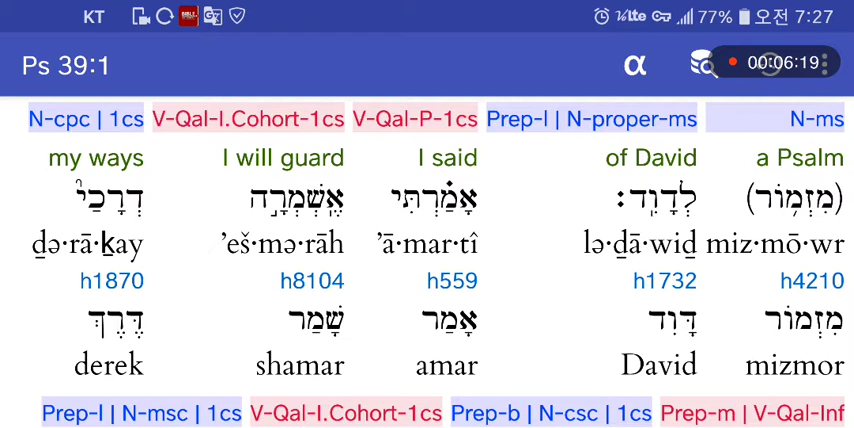 KT 77% 오전 7:27
Ps 39:1 α 00:06:19
N-cpc | 1cs V-Qal-I.Cohort-1cs V-Qal-P-1cs Prep-l | N-proper-ms N-ms
my ways I will guard I said of David a Psalm
(מִזְמ֥וֹר) לְדָוִֽד׃ אָמַ֗רְתִּי אֶֽשְׁמְרָ֣ה דְרָכַי֮
ḏə·rā·ḵay ’eš·mə·rāh ’ā·mar·tî lə·ḏā·wiḏ miz·mō·wr
h1870 h8104 h559 h1732 h4210
מִזְמוֹר דָּוִד אָמַר שָׁמַר דֶּרֶךְ
derek shamar amar David mizmor
Prep-l | N-msc | 1cs V-Qal-I.Cohort-1cs Prep-b | N-csc | 1cs Prep-m | V-Qal-Inf